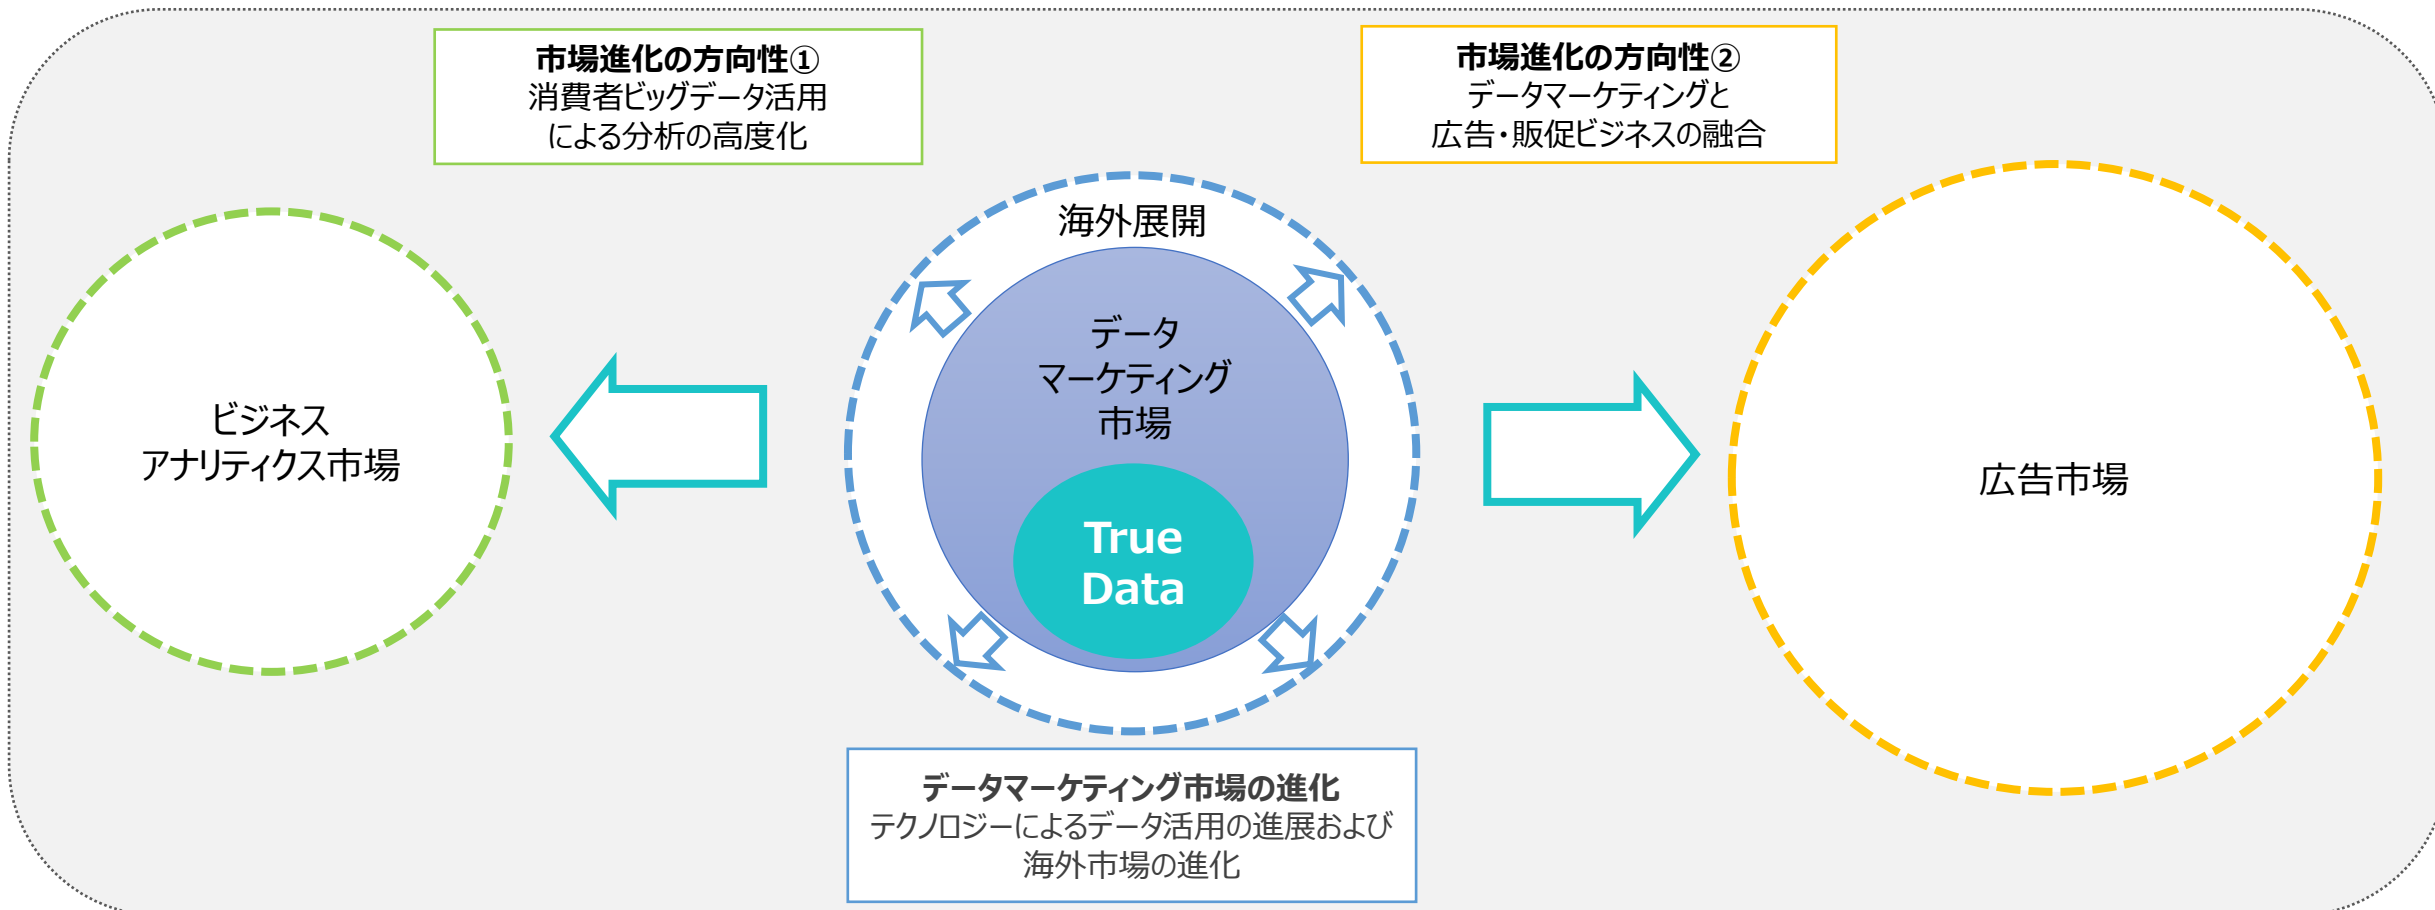 市場進化の方向性①
消費者ビッグデータ活用
による分析の高度化
市場進化の方向性②
データマーケティングと
広告・販促ビジネスの融合
ビジネス
アナリティクス市場
海外展開
データ
マーケティング
市場
True
Data
広告市場
データマーケティング市場の進化
テクノロジーによるデータ活用の進展および
海外市場の進化